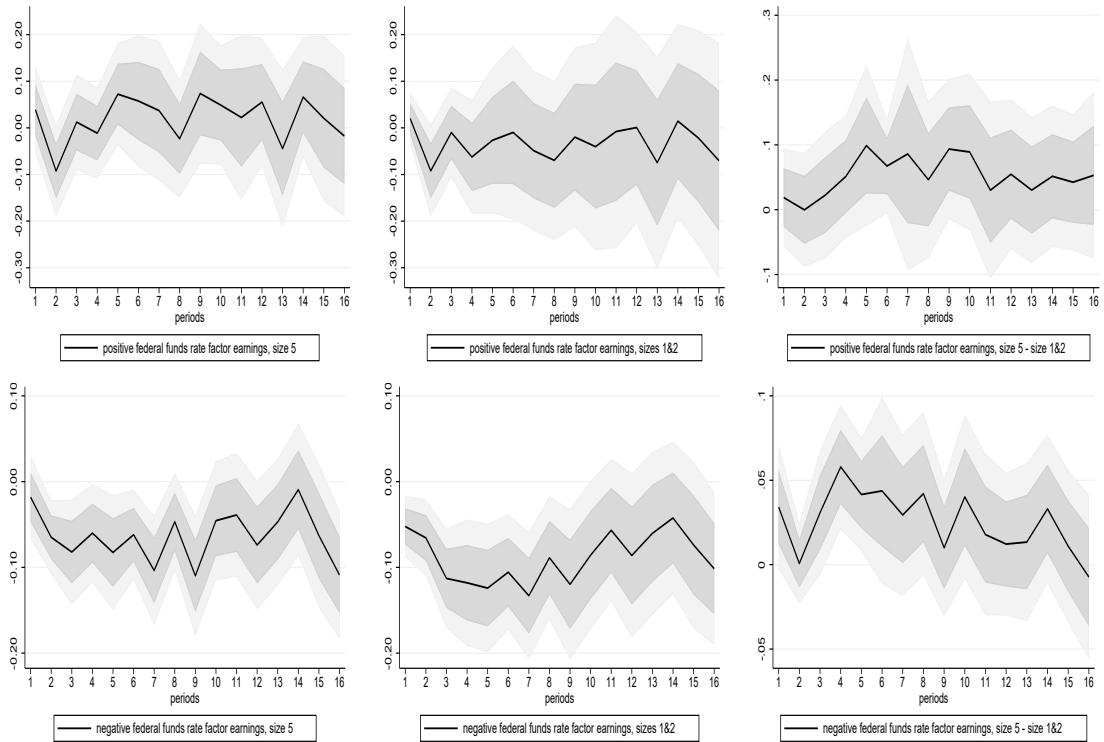 0.20
0.10
0.00
-0.10
-0.20
-0.30
1 2 3 4 5 6 7 8 9 10 11 12 13 14 15 16
periods
positive federal funds rate factor earnings, size 5
0.20
0.10
0.00
-0.10
-0.20
-0.30
1 2 3 4 5 6 7 8 9 10 11 12 13 14 15 16
periods
positive federal funds rate factor earnings, sizes 1&2
.3
.2
.1
0
-.1
1 2 3 4 5 6 7 8 9 10 11 12 13 14 15 16
periods
positive federal funds rate factor earnings, size 5 - size 1&2
0.10
0.00
-0.10
-0.20
1 2 3 4 5 6 7 8 9 10 11 12 13 14 15 16
periods
negative federal funds rate factor earnings, size 5
0.10
0.00
-0.10
-0.20
1 2 3 4 5 6 7 8 9 10 11 12 13 14 15 16
periods
negative federal funds rate factor earnings, sizes 1&2
.1
.05
0
-.05
1 2 3 4 5 6 7 8 9 10 11 12 13 14 15 16
periods
negative federal funds rate factor earnings, size 5 - size 1&2